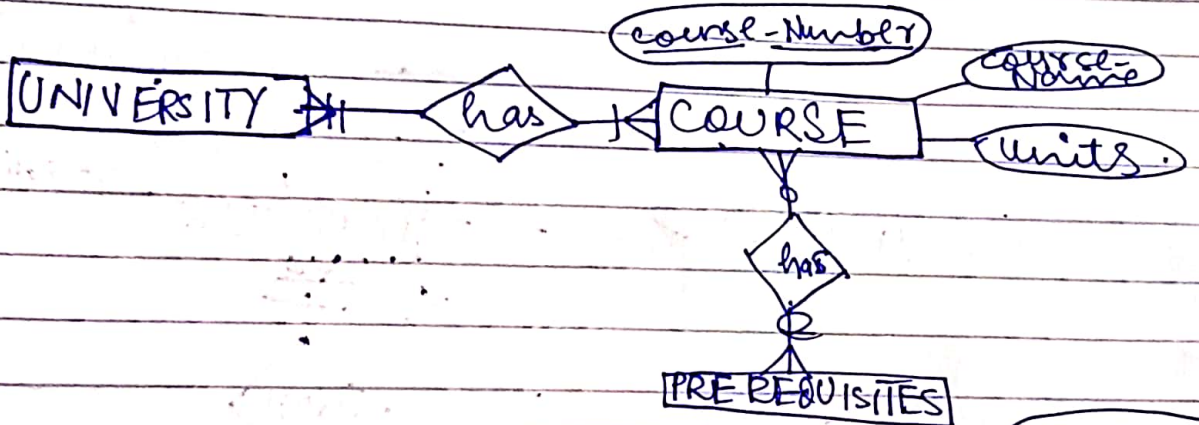 course-Number
course-
Name
UNIVERSITY
has
COURSE
units.
has
PREREQUISITES